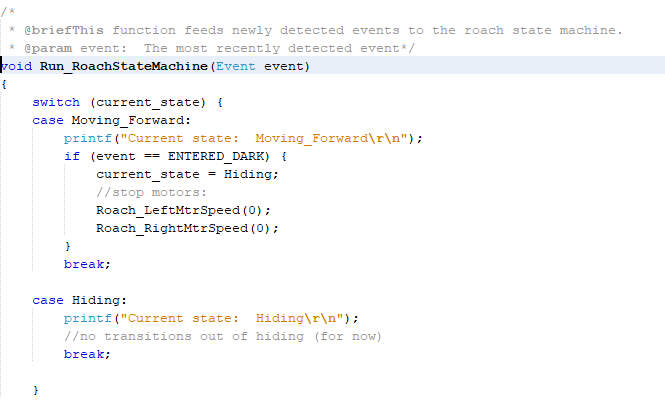 /*
 * @briefThis function feeds newly detected events to the roach state machine.
 * @param event:  The most recently detected event*/
void Run_RoachStateMachine(Event event)
{
    switch (current_state) {
    case Moving_Forward:
        printf("Current state:  Moving_Forward\r\n");
        if (event == ENTERED_DARK) {
            current_state = Hiding;
            //stop motors:
            Roach_LeftMtrSpeed(0);
            Roach_RightMtrSpeed(0);
        }
        break;

    case Hiding:
        printf("Current state:  Hiding\r\n");
        //no transitions out of hiding (for now)
        break;

    }